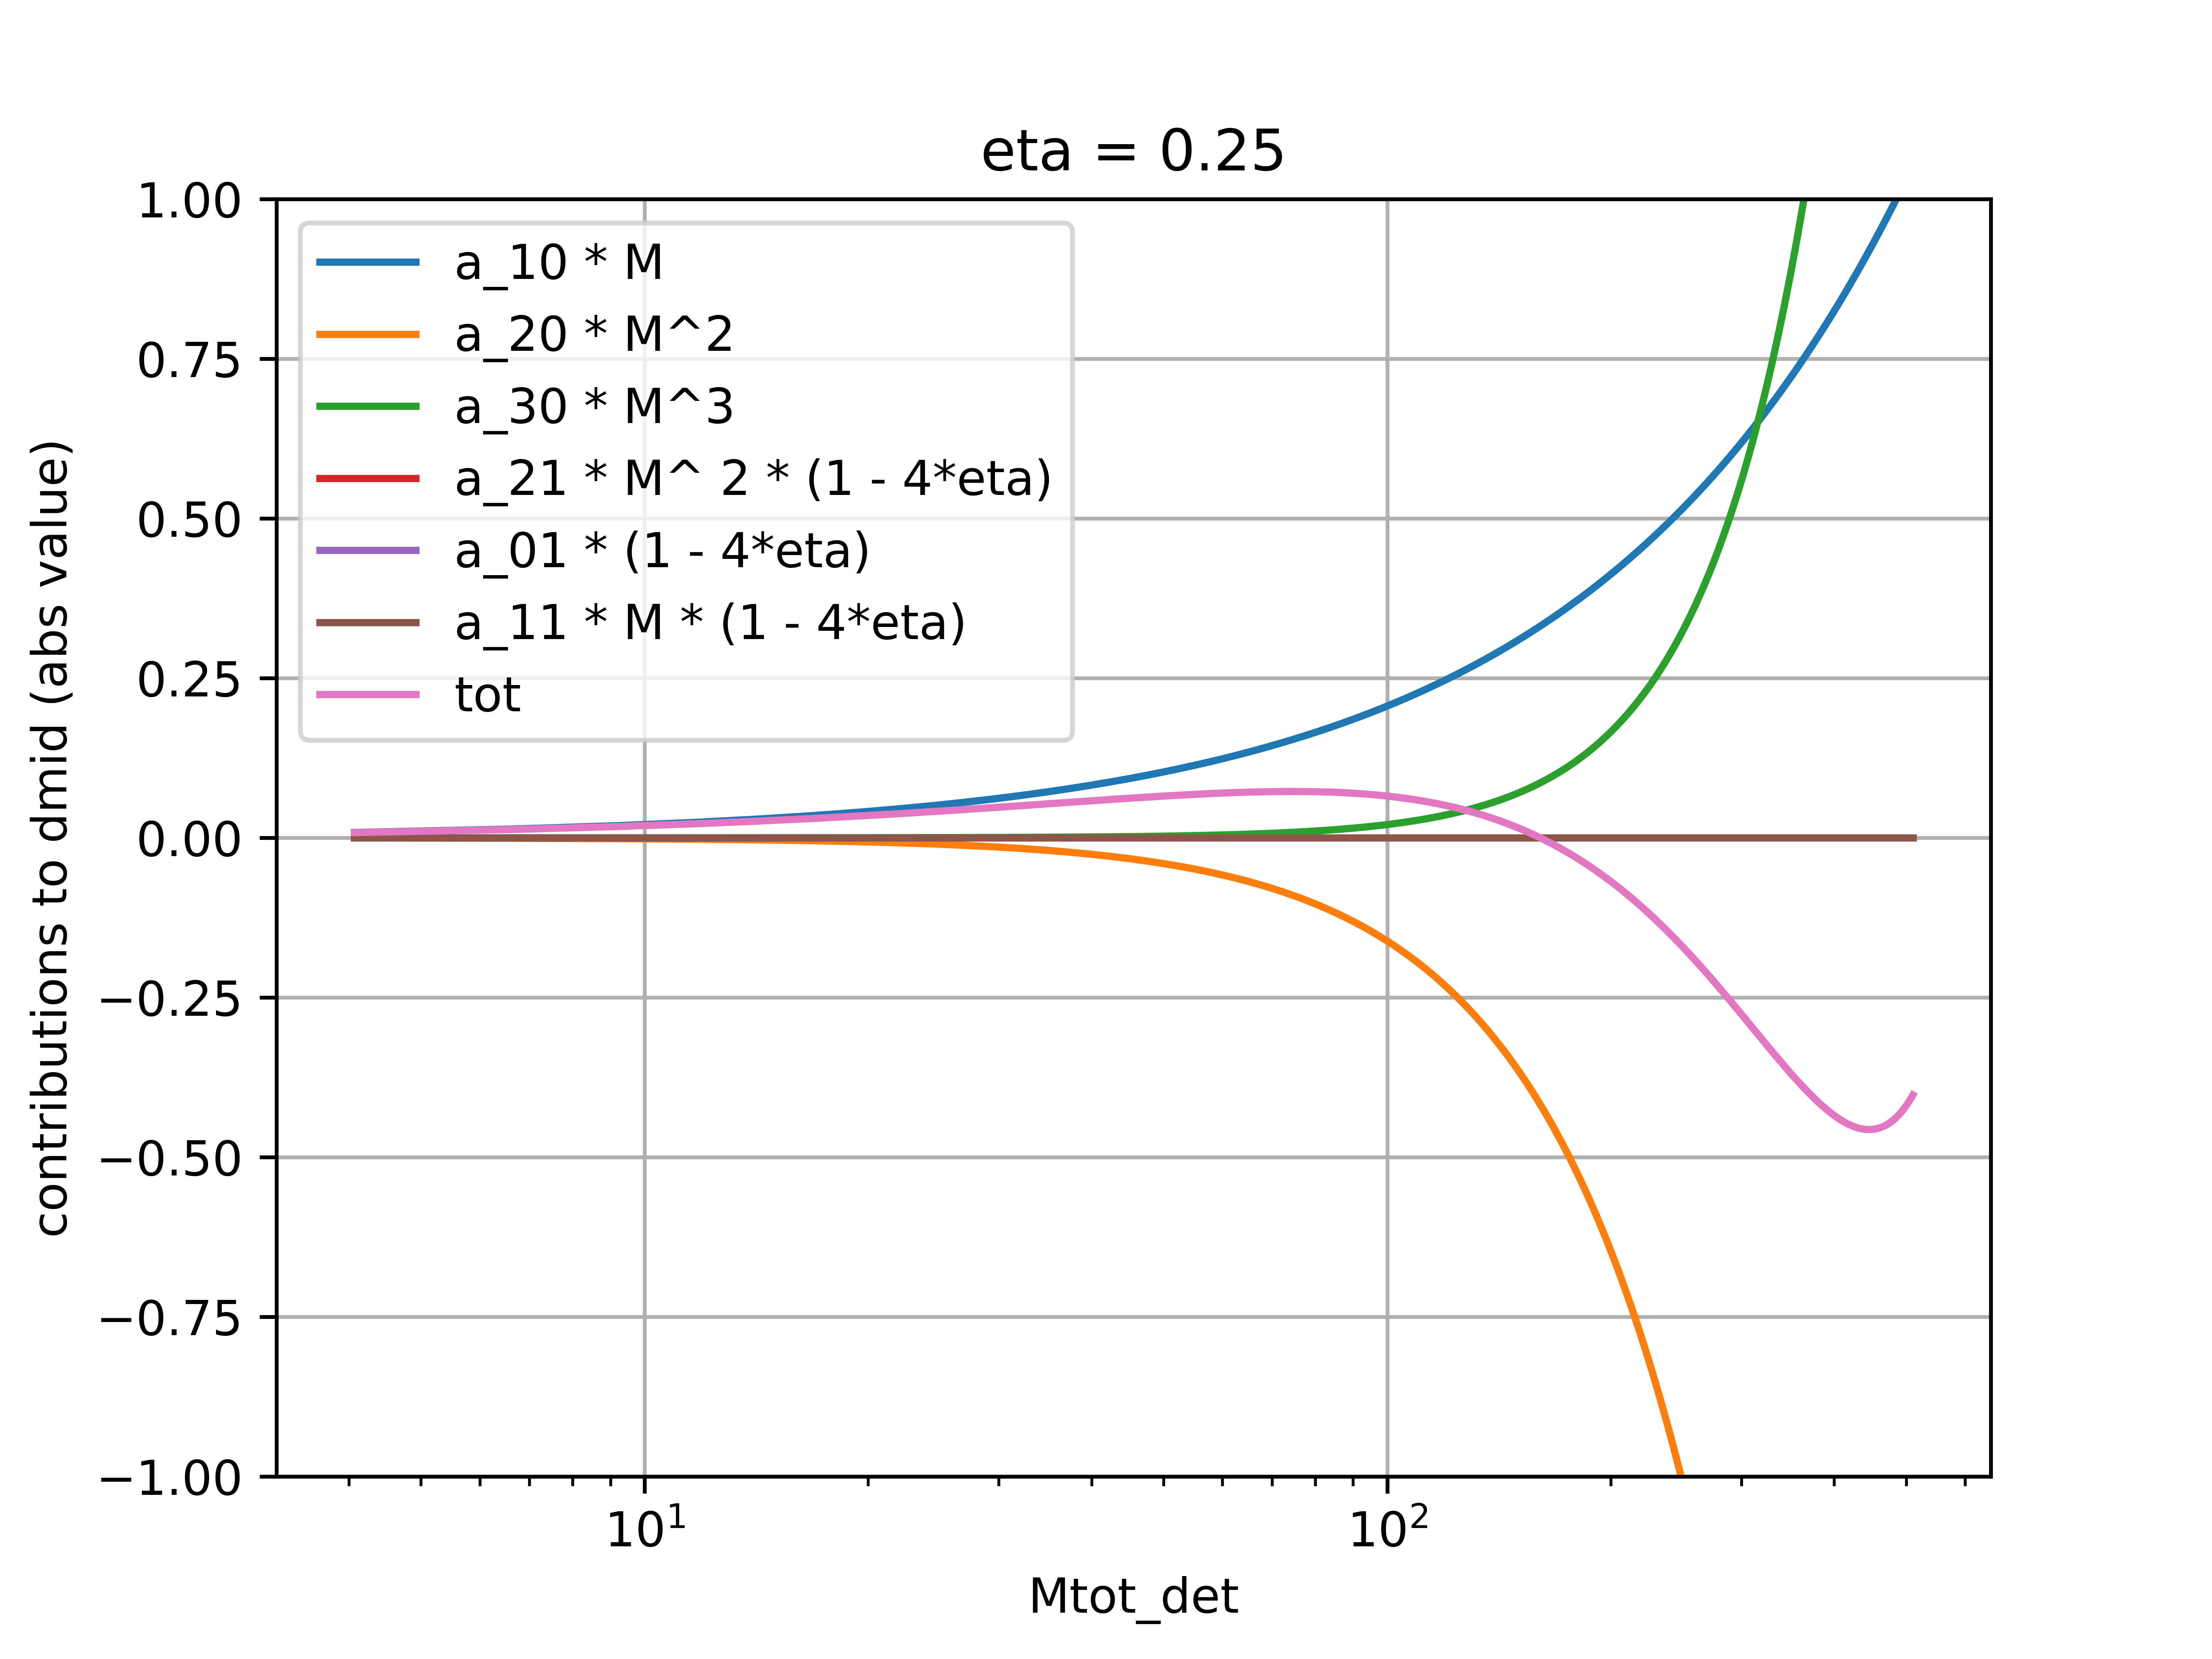 eta = 0.25
1.00
0.75
0.50
0.25
0.00
−0.25
−0.50
−0.75
−1.00
contributions to dmid (abs value)
a_10 * M
a_20 * M^2
a_30 * M^3
a_21 * M^ 2 * (1 - 4*eta)
a_01 * (1 - 4*eta)
a_11 * M * (1 - 4*eta)
tot
10¹
10²
Mtot_det